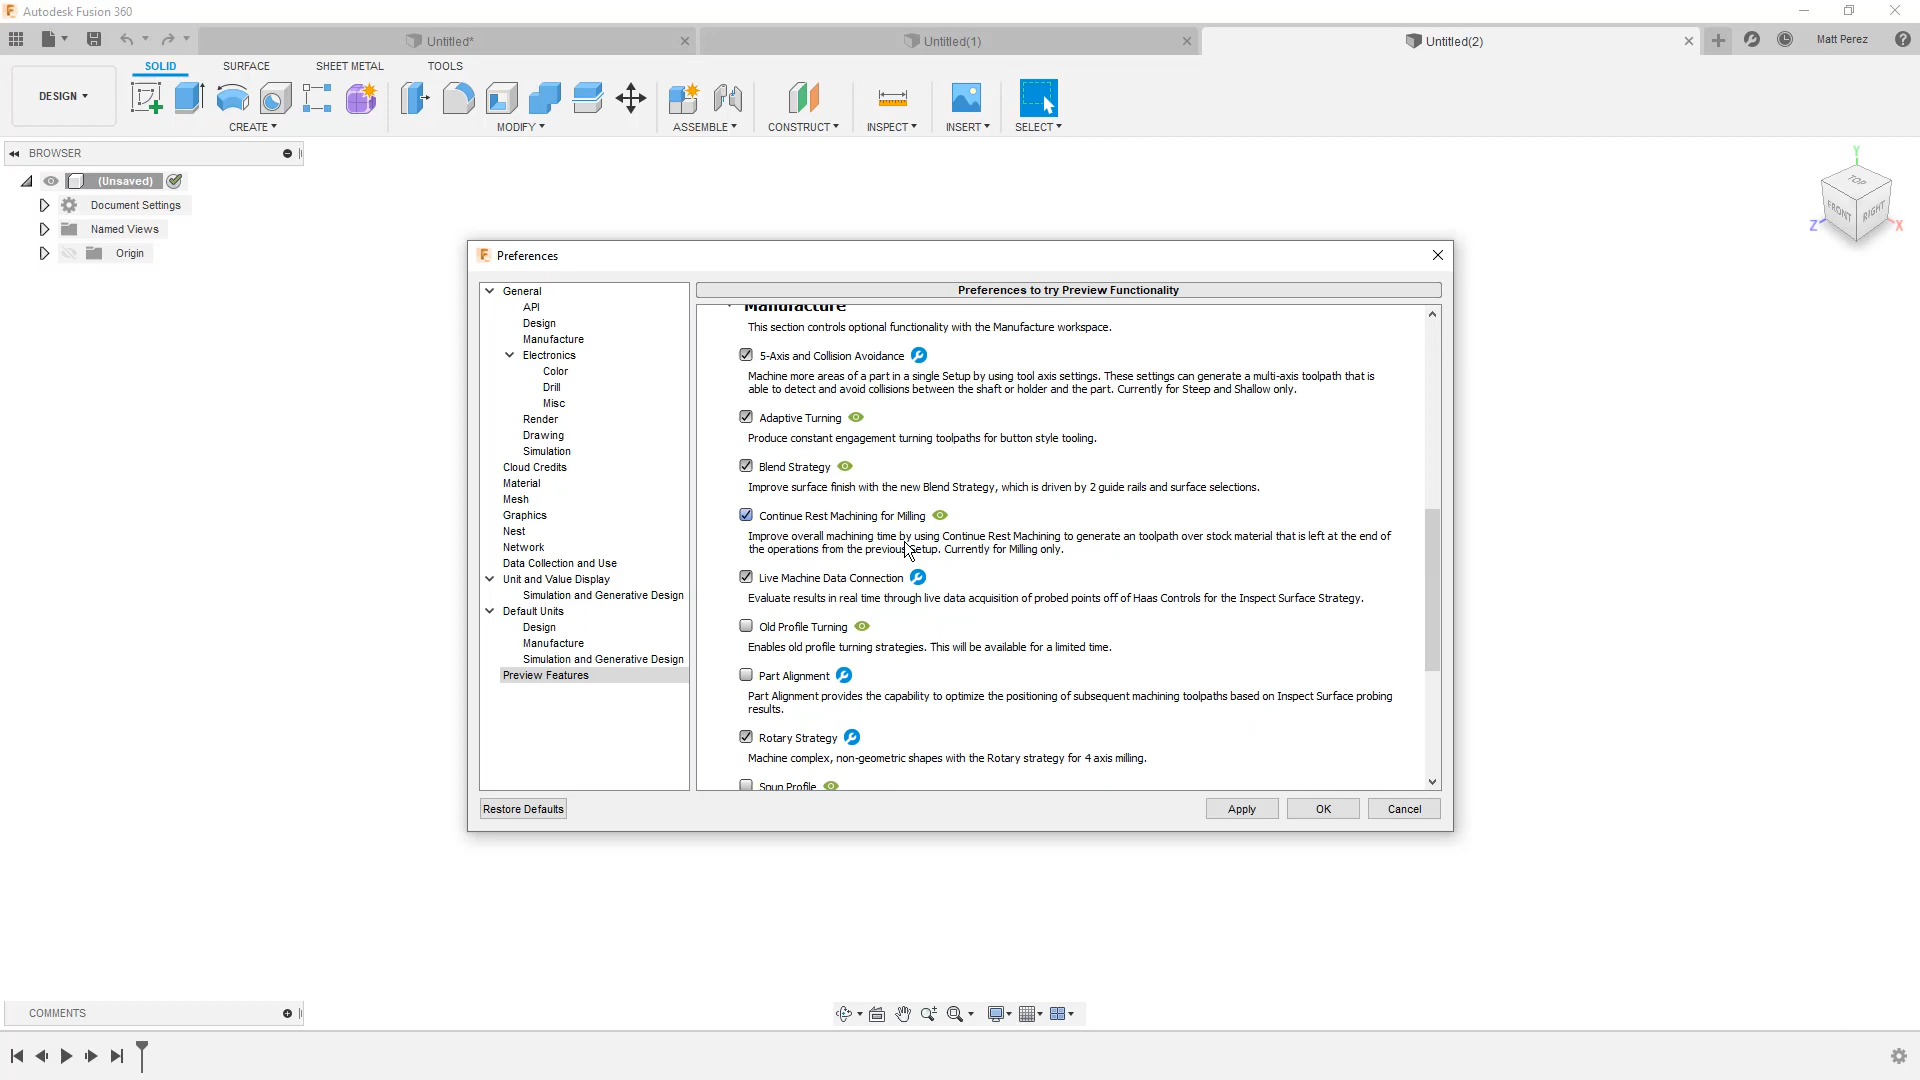 Autodesk Fusion 360
Untitled*
Untitled(1)
Untitled(2)
Matt Perez
SOLID
SURFACE
SHEET METAL
TOOLS
DESIGN
CREATE
MODIFY
ASSEMBLE
CONSTRUCT
INSPECT
INSERT
SELECT
BROWSER
(Unsaved)
Document Settings
Named Views
Origin
Y
TOP
FRONT
RIGHT
Z
X
Preferences
General
API
Design
Manufacture
Electronics
Color
Drill
Misc
Render
Drawing
Simulation
Cloud Credits
Material
Mesh
Graphics
Nest
Network
Data Collection and Use
Unit and Value Display
Simulation and Generative Design
Default Units
Design
Manufacture
Simulation and Generative Design
Preview Features
Preferences to try Preview Functionality
Manufacture
This section controls optional functionality with the Manufacture workspace.
5-Axis and Collision Avoidance
Machine more areas of a part in a single Setup by using tool axis settings. These settings can generate a multi-axis toolpath that is
able to detect and avoid collisions between the shaft or holder and the part. Currently for Steep and Shallow only.
Adaptive Turning
Produce constant engagement turning toolpaths for button style tooling.
Blend Strategy
Improve surface finish with the new Blend Strategy, which is driven by 2 guide rails and surface selections.
Continue Rest Machining for Milling
Improve overall machining time by using Continue Rest Machining to generate an toolpath over stock material that is left at the end of
the operations from the previous Setup. Currently for Milling only.
Live Machine Data Connection
Evaluate results in real time through live data acquisition of probed points off of Haas Controls for the Inspect Surface Strategy.
Old Profile Turning
Enables old profile turning strategies. This will be available for a limited time.
Part Alignment
Part Alignment provides the capability to optimize the positioning of subsequent machining toolpaths based on Inspect Surface probing
results.
Rotary Strategy
Machine complex, non-geometric shapes with the Rotary strategy for 4 axis milling.
Spun Profile
Restore Defaults
Apply
OK
Cancel
COMMENTS